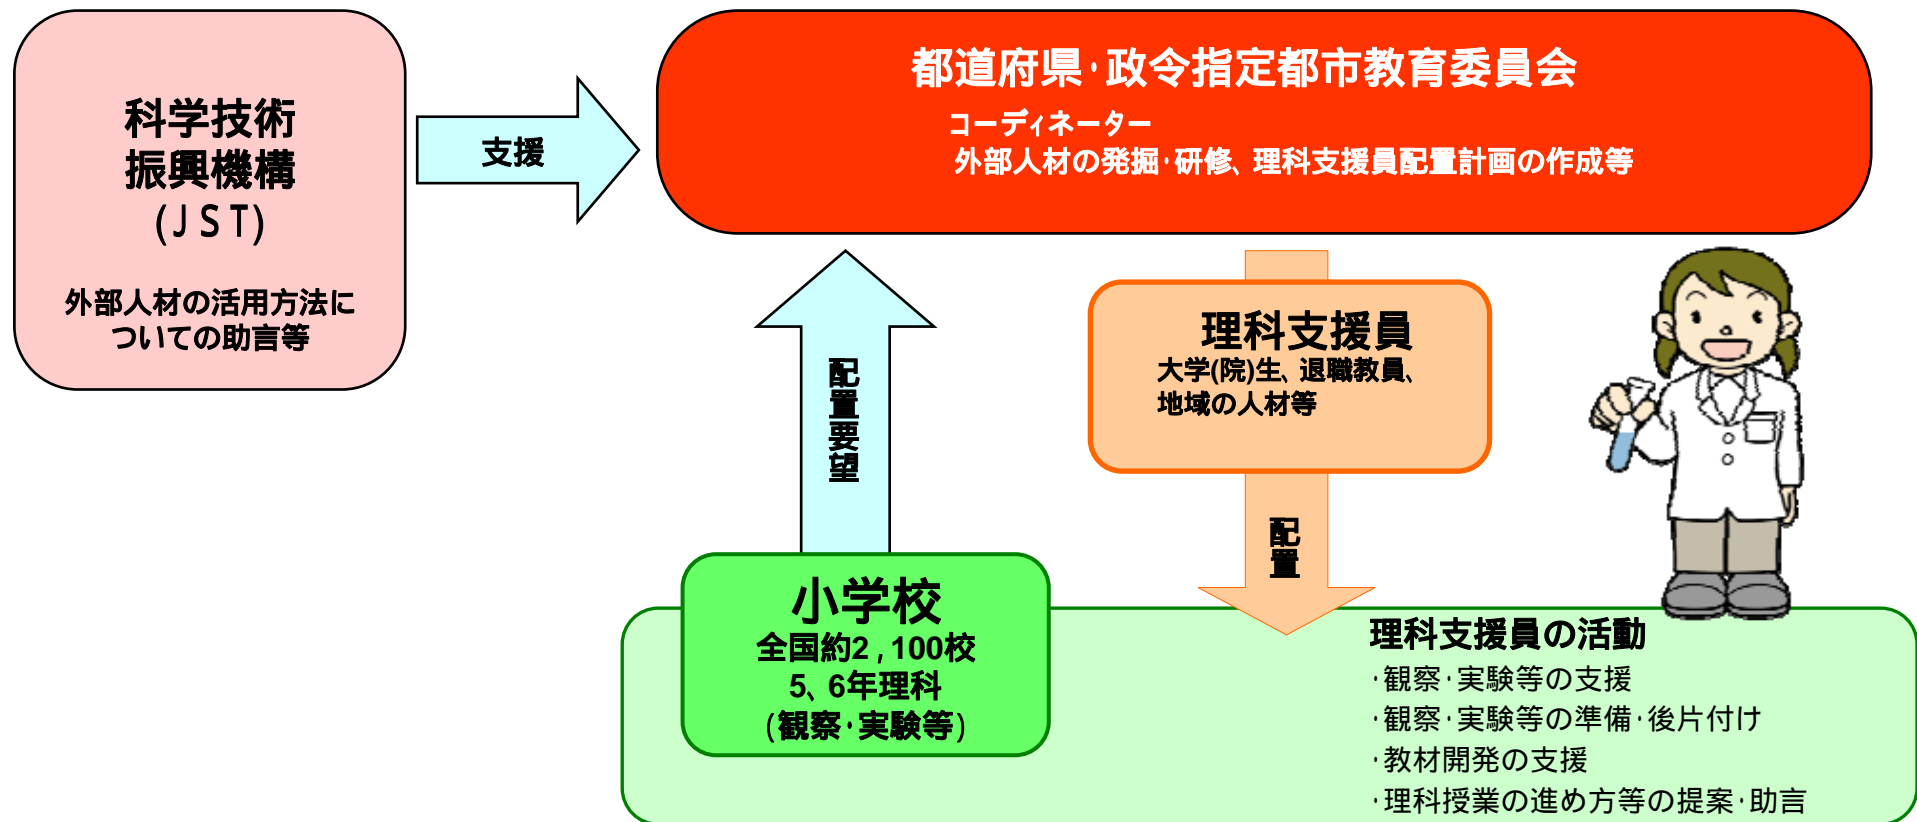 科学技術
振興機構
(JST)
外部人材の活用方法に
ついての助言等
支援
都道府県・政令指定都市教育委員会
コーディネーター
外部人材の発掘・研修、理科支援員配置計画の作成等
配置要望
理科支援員
大学(院)生、退職教員、
地域の人材等
配置
小学校
全国約2,100校
5、6年理科
(観察・実験等)
理科支援員の活動
・観察・実験等の支援
・観察・実験等の準備・後片付け
・教材開発の支援
・理科授業の進め方等の提案・助言